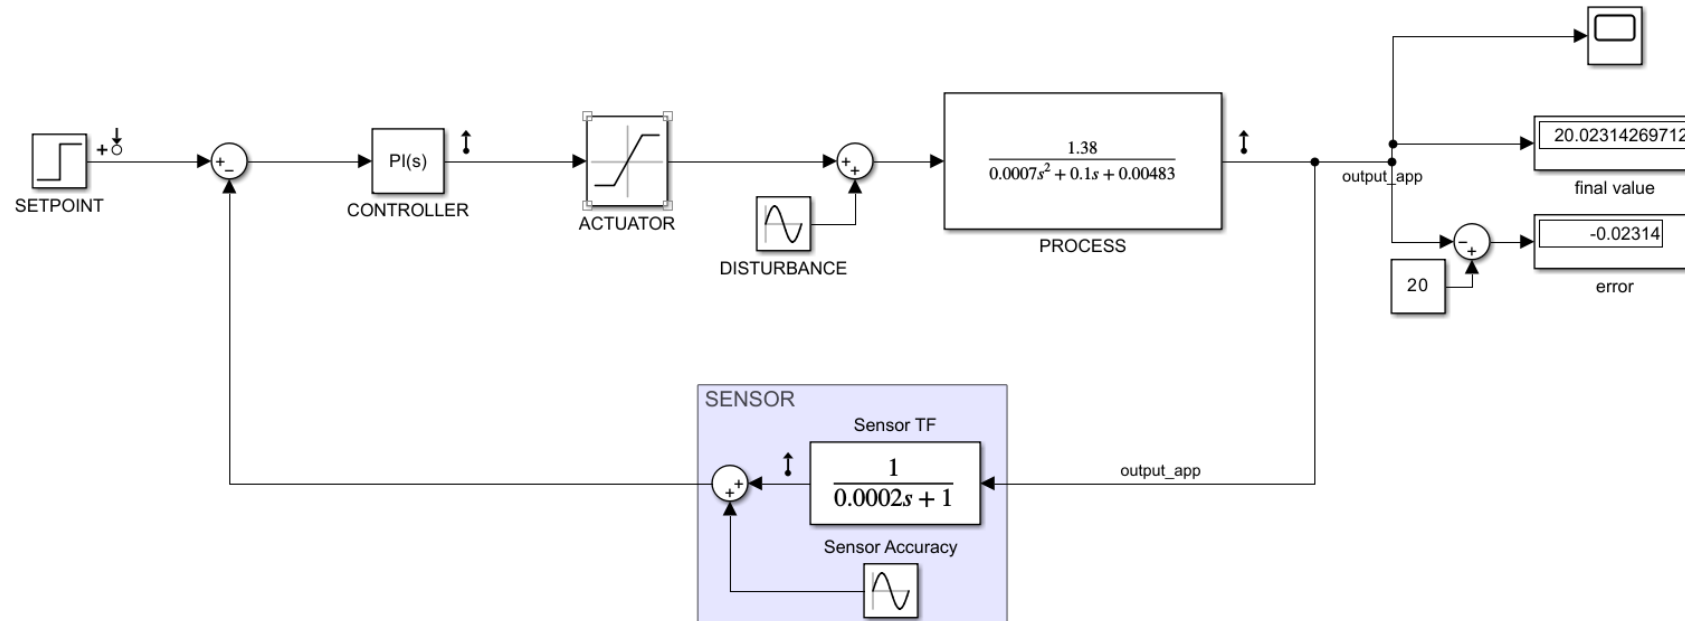 SETPOINT
+
+
−
PI(s)
CONTROLLER
ACTUATOR
+
+
DISTURBANCE
1.38
0.0007s² + 0.1s + 0.00483
PROCESS
output_app
20.02314269712
final value
−
+
-0.02314
error
20
SENSOR
Sensor TF
1
0.0002s + 1
output_app
+
+
Sensor Accuracy